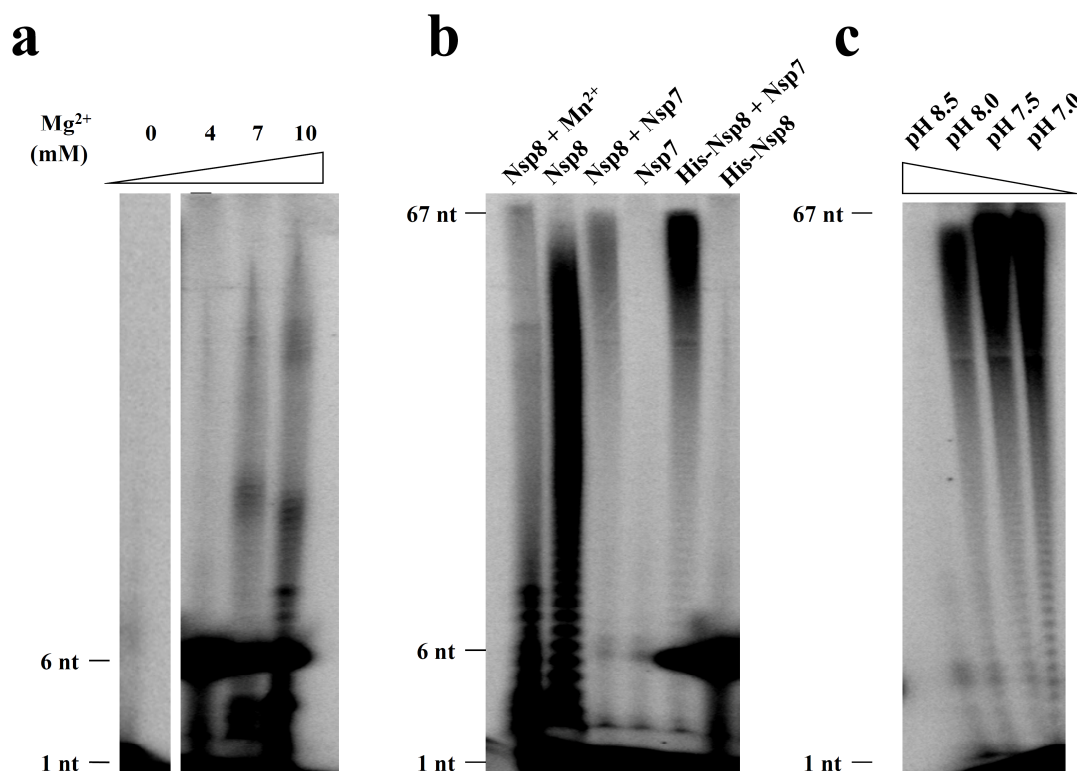 a
b
c
Mg²⁺
(mM)
0
4
7
10
6 nt
1 nt
Nsp8 + Mn²⁺
Nsp8
Nsp8 + Nsp7
Nsp7
His-Nsp8 + Nsp7
His-Nsp8
67 nt
6 nt
1 nt
pH 8.5
pH 8.0
pH 7.5
pH 7.0
67 nt
1 nt